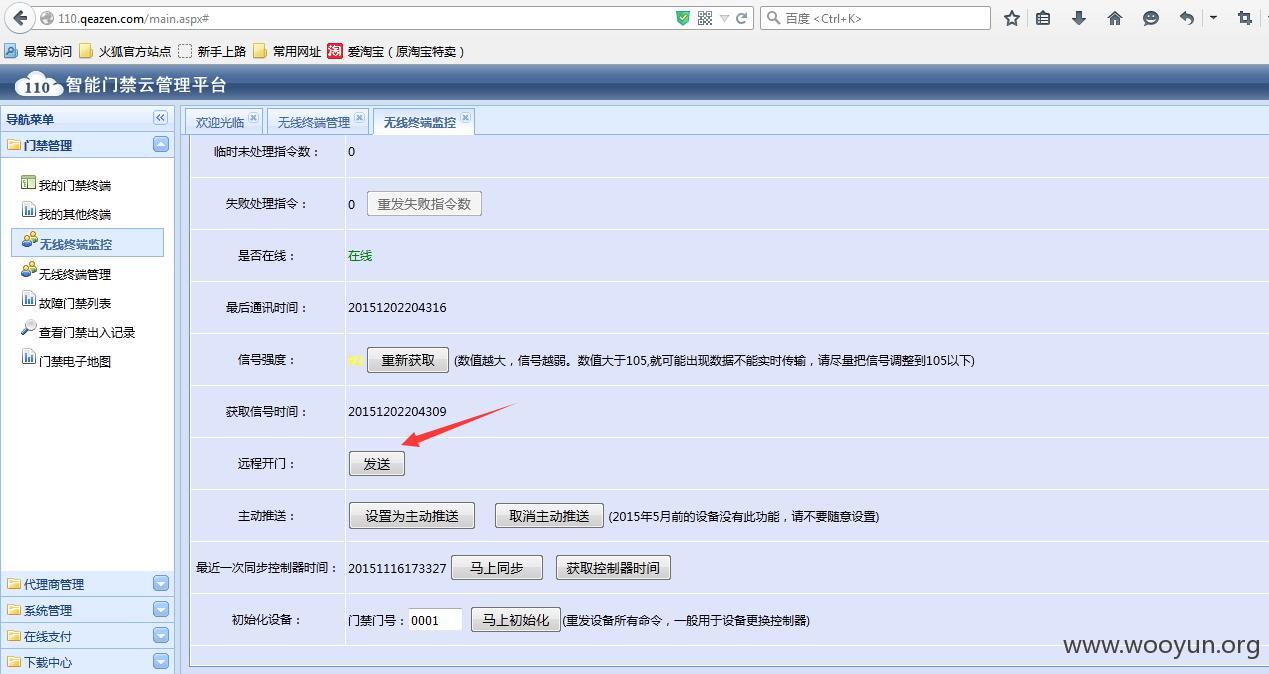 110.qeazen.com/main.aspx#
百度 <Ctrl+K>
最常访问 火狐官方站点 新手上路 常用网址 淘 爱淘宝（原淘宝特卖）
110 智能门禁云管理平台
导航菜单
门禁管理
我的门禁终端
我的其他终端
无线终端监控
无线终端管理
故障门禁列表
查看门禁出入记录
门禁电子地图
代理商管理
系统管理
在线支付
下载中心
欢迎光临 无线终端管理 无线终端监控
临时未处理指令数： 0
失败处理指令： 0 重发失败指令数
是否在线： 在线
最后通讯时间： 20151202204316
信号强度： 重新获取 (数值越大，信号越弱。数值大于105,就可能出现数据不能实时传输，请尽量把信号调整到105以下)
获取信号时间： 20151202204309
远程开门： 发送
主动推送： 设置为主动推送 取消主动推送 (2015年5月前的设备没有此功能，请不要随意设置)
最近一次同步控制器时间： 20151116173327 马上同步 获取控制器时间
初始化设备： 门禁门号：0001 马上初始化 (重发设备所有命令，一般用于设备更换控制器)
www.wooyun.org